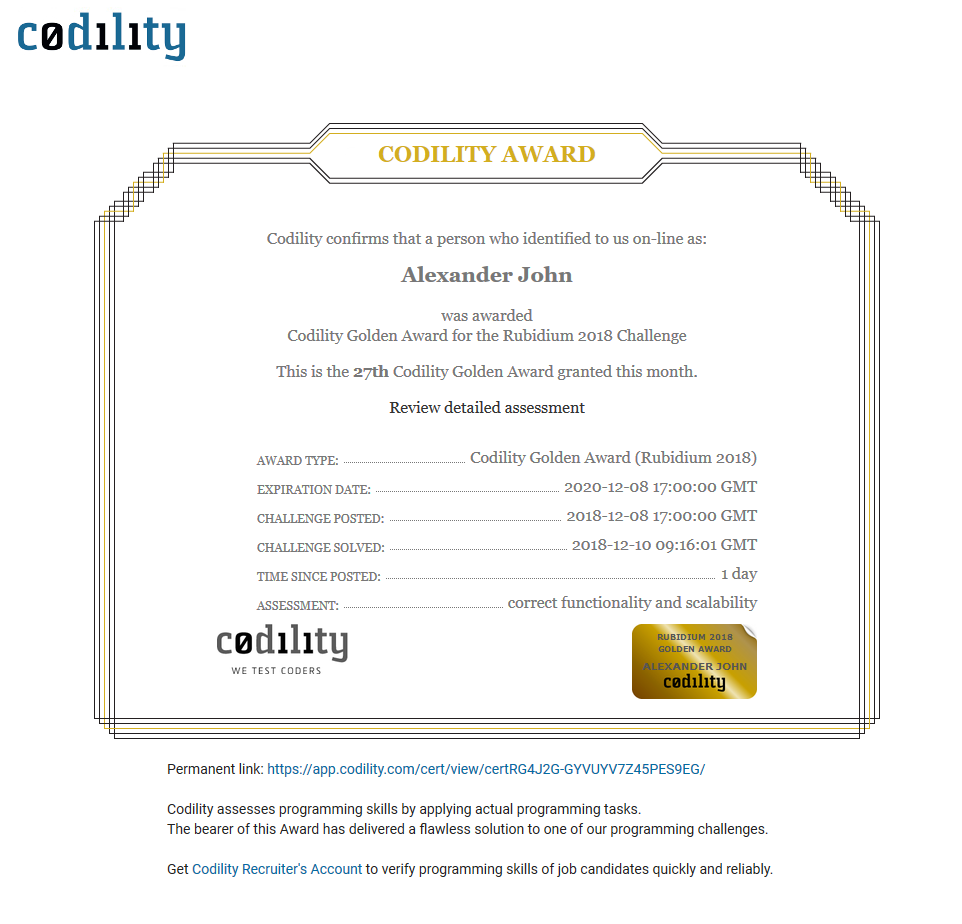 codility
CODILITY AWARD
Codility confirms that a person who identified to us on-line as:
Alexander John
was awarded
Codility Golden Award for the Rubidium 2018 Challenge
This is the 27th Codility Golden Award granted this month.
Review detailed assessment
AWARD TYPE: Codility Golden Award (Rubidium 2018)
EXPIRATION DATE: 2020-12-08 17:00:00 GMT
CHALLENGE POSTED: 2018-12-08 17:00:00 GMT
CHALLENGE SOLVED: 2018-12-10 09:16:01 GMT
TIME SINCE POSTED: 1 day
ASSESSMENT: correct functionality and scalability
codility
WE TEST CODERS
RUBIDIUM 2018
GOLDEN AWARD
ALEXANDER JOHN
codility
Permanent link: https://app.codility.com/cert/view/certRG4J2G-GYVUYV7Z45PES9EG/
Codility assesses programming skills by applying actual programming tasks.
The bearer of this Award has delivered a flawless solution to one of our programming challenges.
Get Codility Recruiter's Account to verify programming skills of job candidates quickly and reliably.